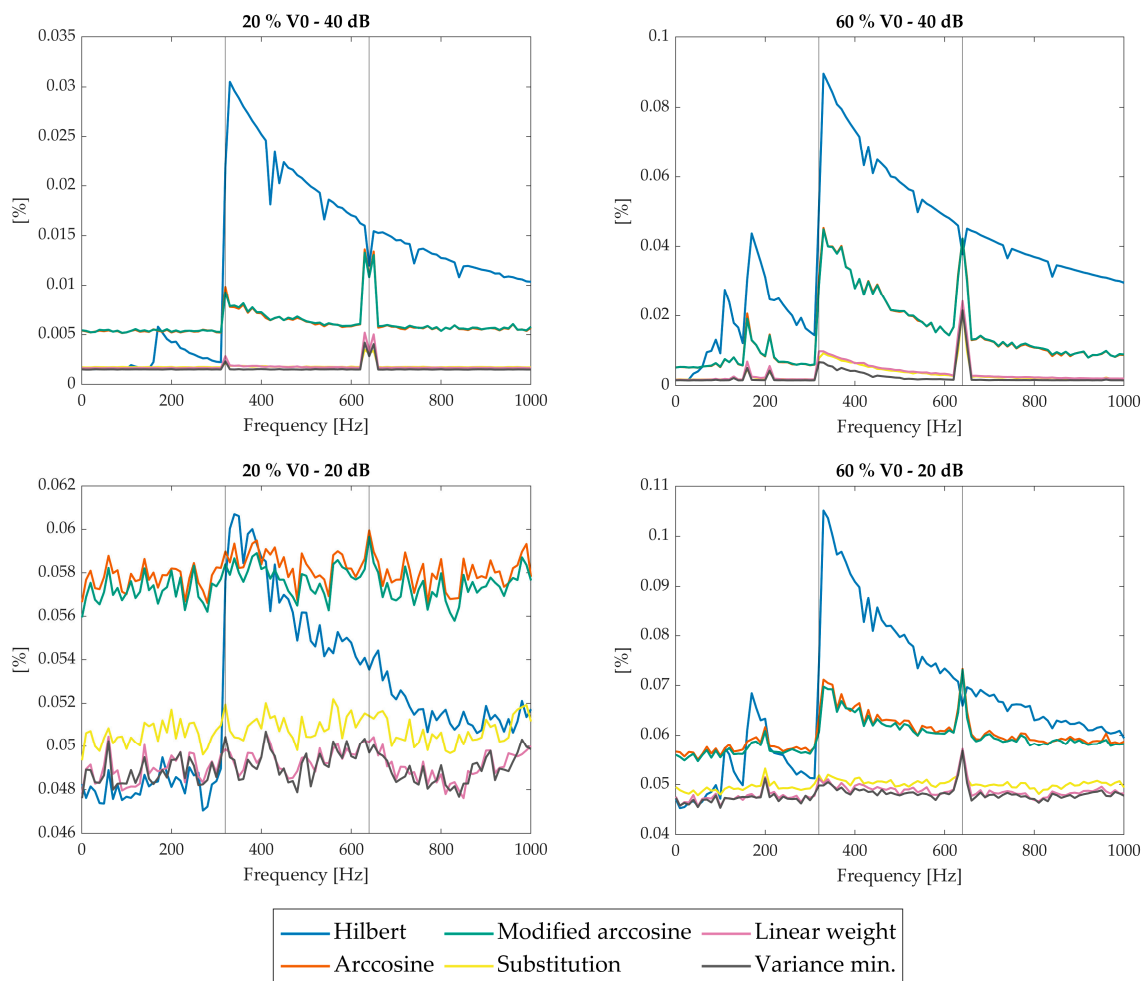 20 % V0 - 40 dB
0.035
0.03
0.025
0.02
0.015
0.01
0.005
0
[%]
0 200 400 600 800 1000
Frequency [Hz]
60 % V0 - 40 dB
0.1
0.08
0.06
0.04
0.02
0
[%]
0 200 400 600 800 1000
Frequency [Hz]
20 % V0 - 20 dB
0.062
0.06
0.058
0.056
0.054
0.052
0.05
0.048
0.046
[%]
0 200 400 600 800 1000
Frequency [Hz]
60 % V0 - 20 dB
0.11
0.1
0.09
0.08
0.07
0.06
0.05
0.04
[%]
0 200 400 600 800 1000
Frequency [Hz]
Hilbert Modified arccosine Linear weight
Arccosine Substitution Variance min.